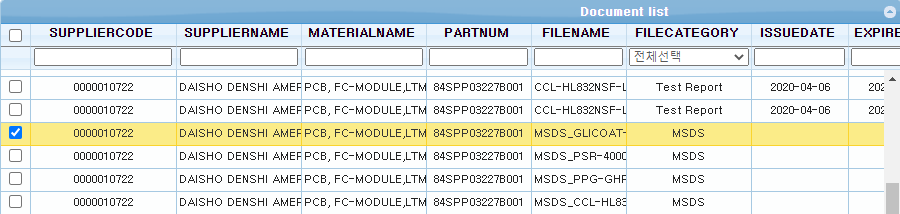 Document list
SUPPLIERCODE SUPPLIERNAME MATERIALNAME PARTNUM FILENAME FILECATEGORY ISSUEDATE EXPIRE
전체선택
0000010722 DAISHO DENSHI AMER PCB, FC-MODULE,LTM 84SPP03227B001 CCL-HL832NSF-L Test Report 2020-04-06 202
0000010722 DAISHO DENSHI AMER PCB, FC-MODULE,LTM 84SPP03227B001 CCL-HL832NSF-L Test Report 2020-04-06 202
0000010722 DAISHO DENSHI AMER PCB, FC-MODULE,LTM 84SPP03227B001 MSDS_GLICOAT- MSDS
0000010722 DAISHO DENSHI AMER PCB, FC-MODULE,LTM 84SPP03227B001 MSDS_PSR-4000 MSDS
0000010722 DAISHO DENSHI AMER PCB, FC-MODULE,LTM 84SPP03227B001 MSDS_PPG-GHP MSDS
0000010722 DAISHO DENSHI AMER PCB, FC-MODULE,LTM 84SPP03227B001 MSDS_CCL-HL83 MSDS